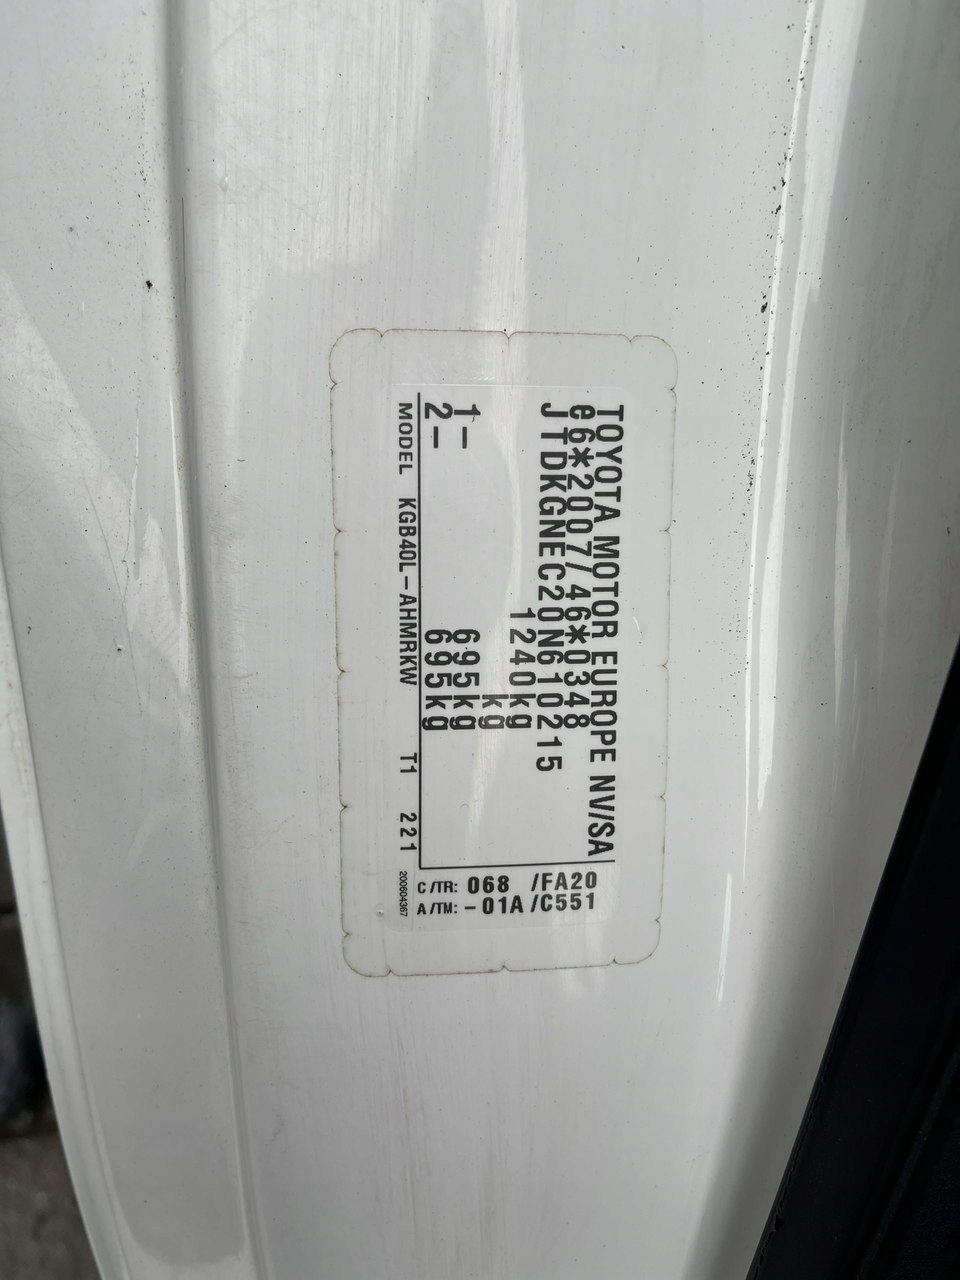 TOYOTA MOTOR EUROPE NV/SA
e6*2007/46*0348
JTDKGNEC20N610215
1240kg
kg
1- 695kg
2- 695kg
MODEL KGB40L-AHMRKW T1 221
C/TR: 068 /FA20
A/TM: -01A /C551
200604367